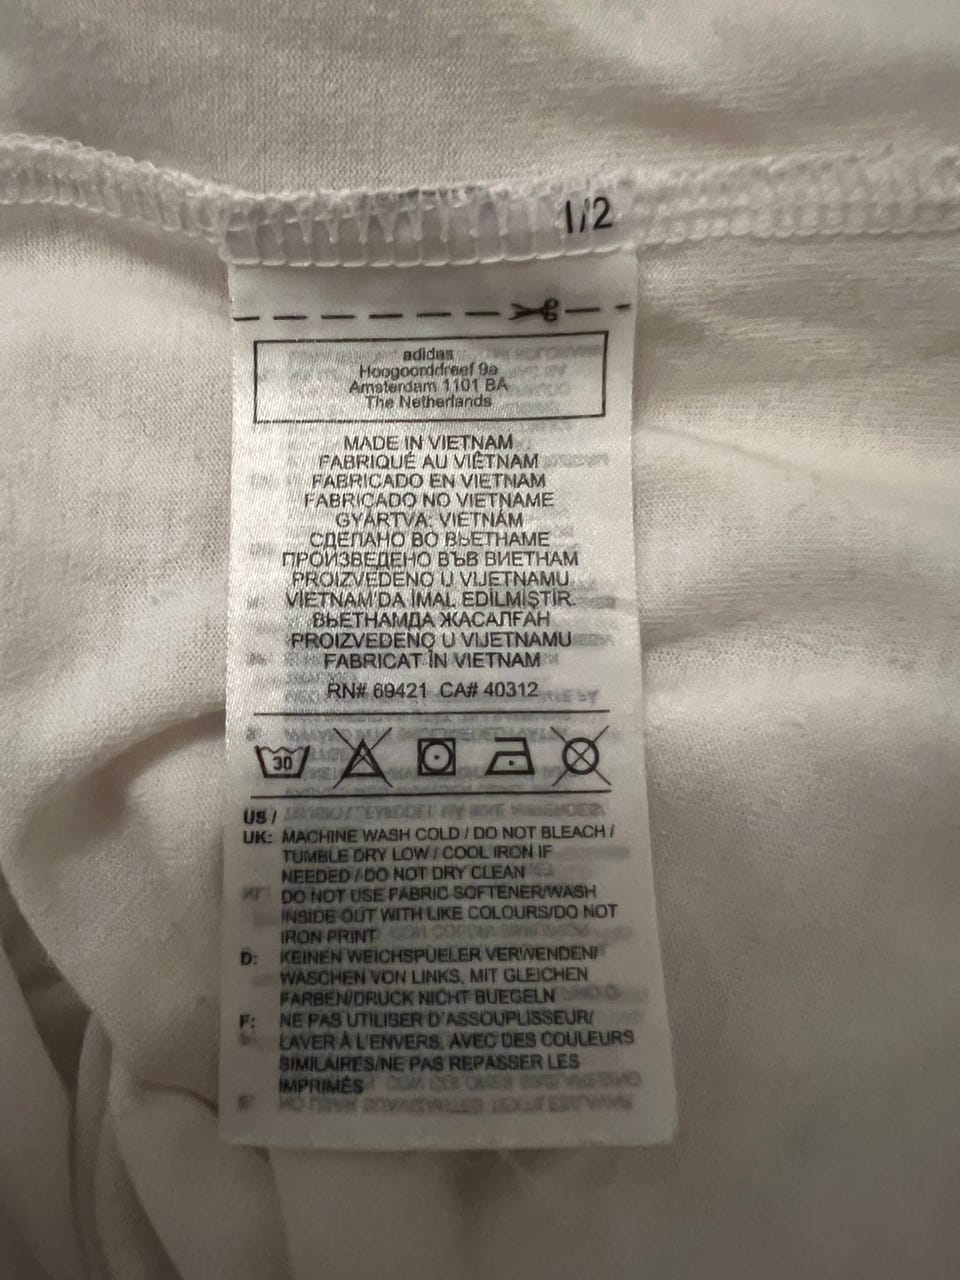 1/2
adidas
Hoogoorddreef 9a
Amsterdam 1101 BA
The Netherlands
MADE IN VIETNAM
FABRIQUÉ AU VIÊTNAM
FABRICADO EN VIETNAM
FABRICADO NO VIETNAME
GYÁRTVA: VIETNÁM
СДЕЛАНО ВО ВЬЕТНАМЕ
ПРОИЗВЕДЕНО ВЪВ ВИЕТНАМ
PROIZVEDENO U VIJETNAMU
VİETNAM'DA İMAL EDİLMİŞTİR.
ВЬЕТНАМДА ЖАСАЛҒАН
PROIZVEDENO U VIJETNAMU
FABRICAT ÎN VIETNAM
RN# 69421 CA# 40312
30
US /
UK: MACHINE WASH COLD / DO NOT BLEACH /
TUMBLE DRY LOW / COOL IRON IF
NEEDED / DO NOT DRY CLEAN
DO NOT USE FABRIC SOFTENER/WASH
INSIDE OUT WITH LIKE COLOURS/DO NOT
IRON PRINT
D: KEINEN WEICHSPUELER VERWENDEN/
WASCHEN VON LINKS, MIT GLEICHEN
FARBEN/DRUCK NICHT BUEGELN
F: NE PAS UTILISER D'ASSOUPLISSEUR/
LAVER À L'ENVERS, AVEC DES COULEURS
SIMILAIRES/NE PAS REPASSER LES
IMPRIMÉS